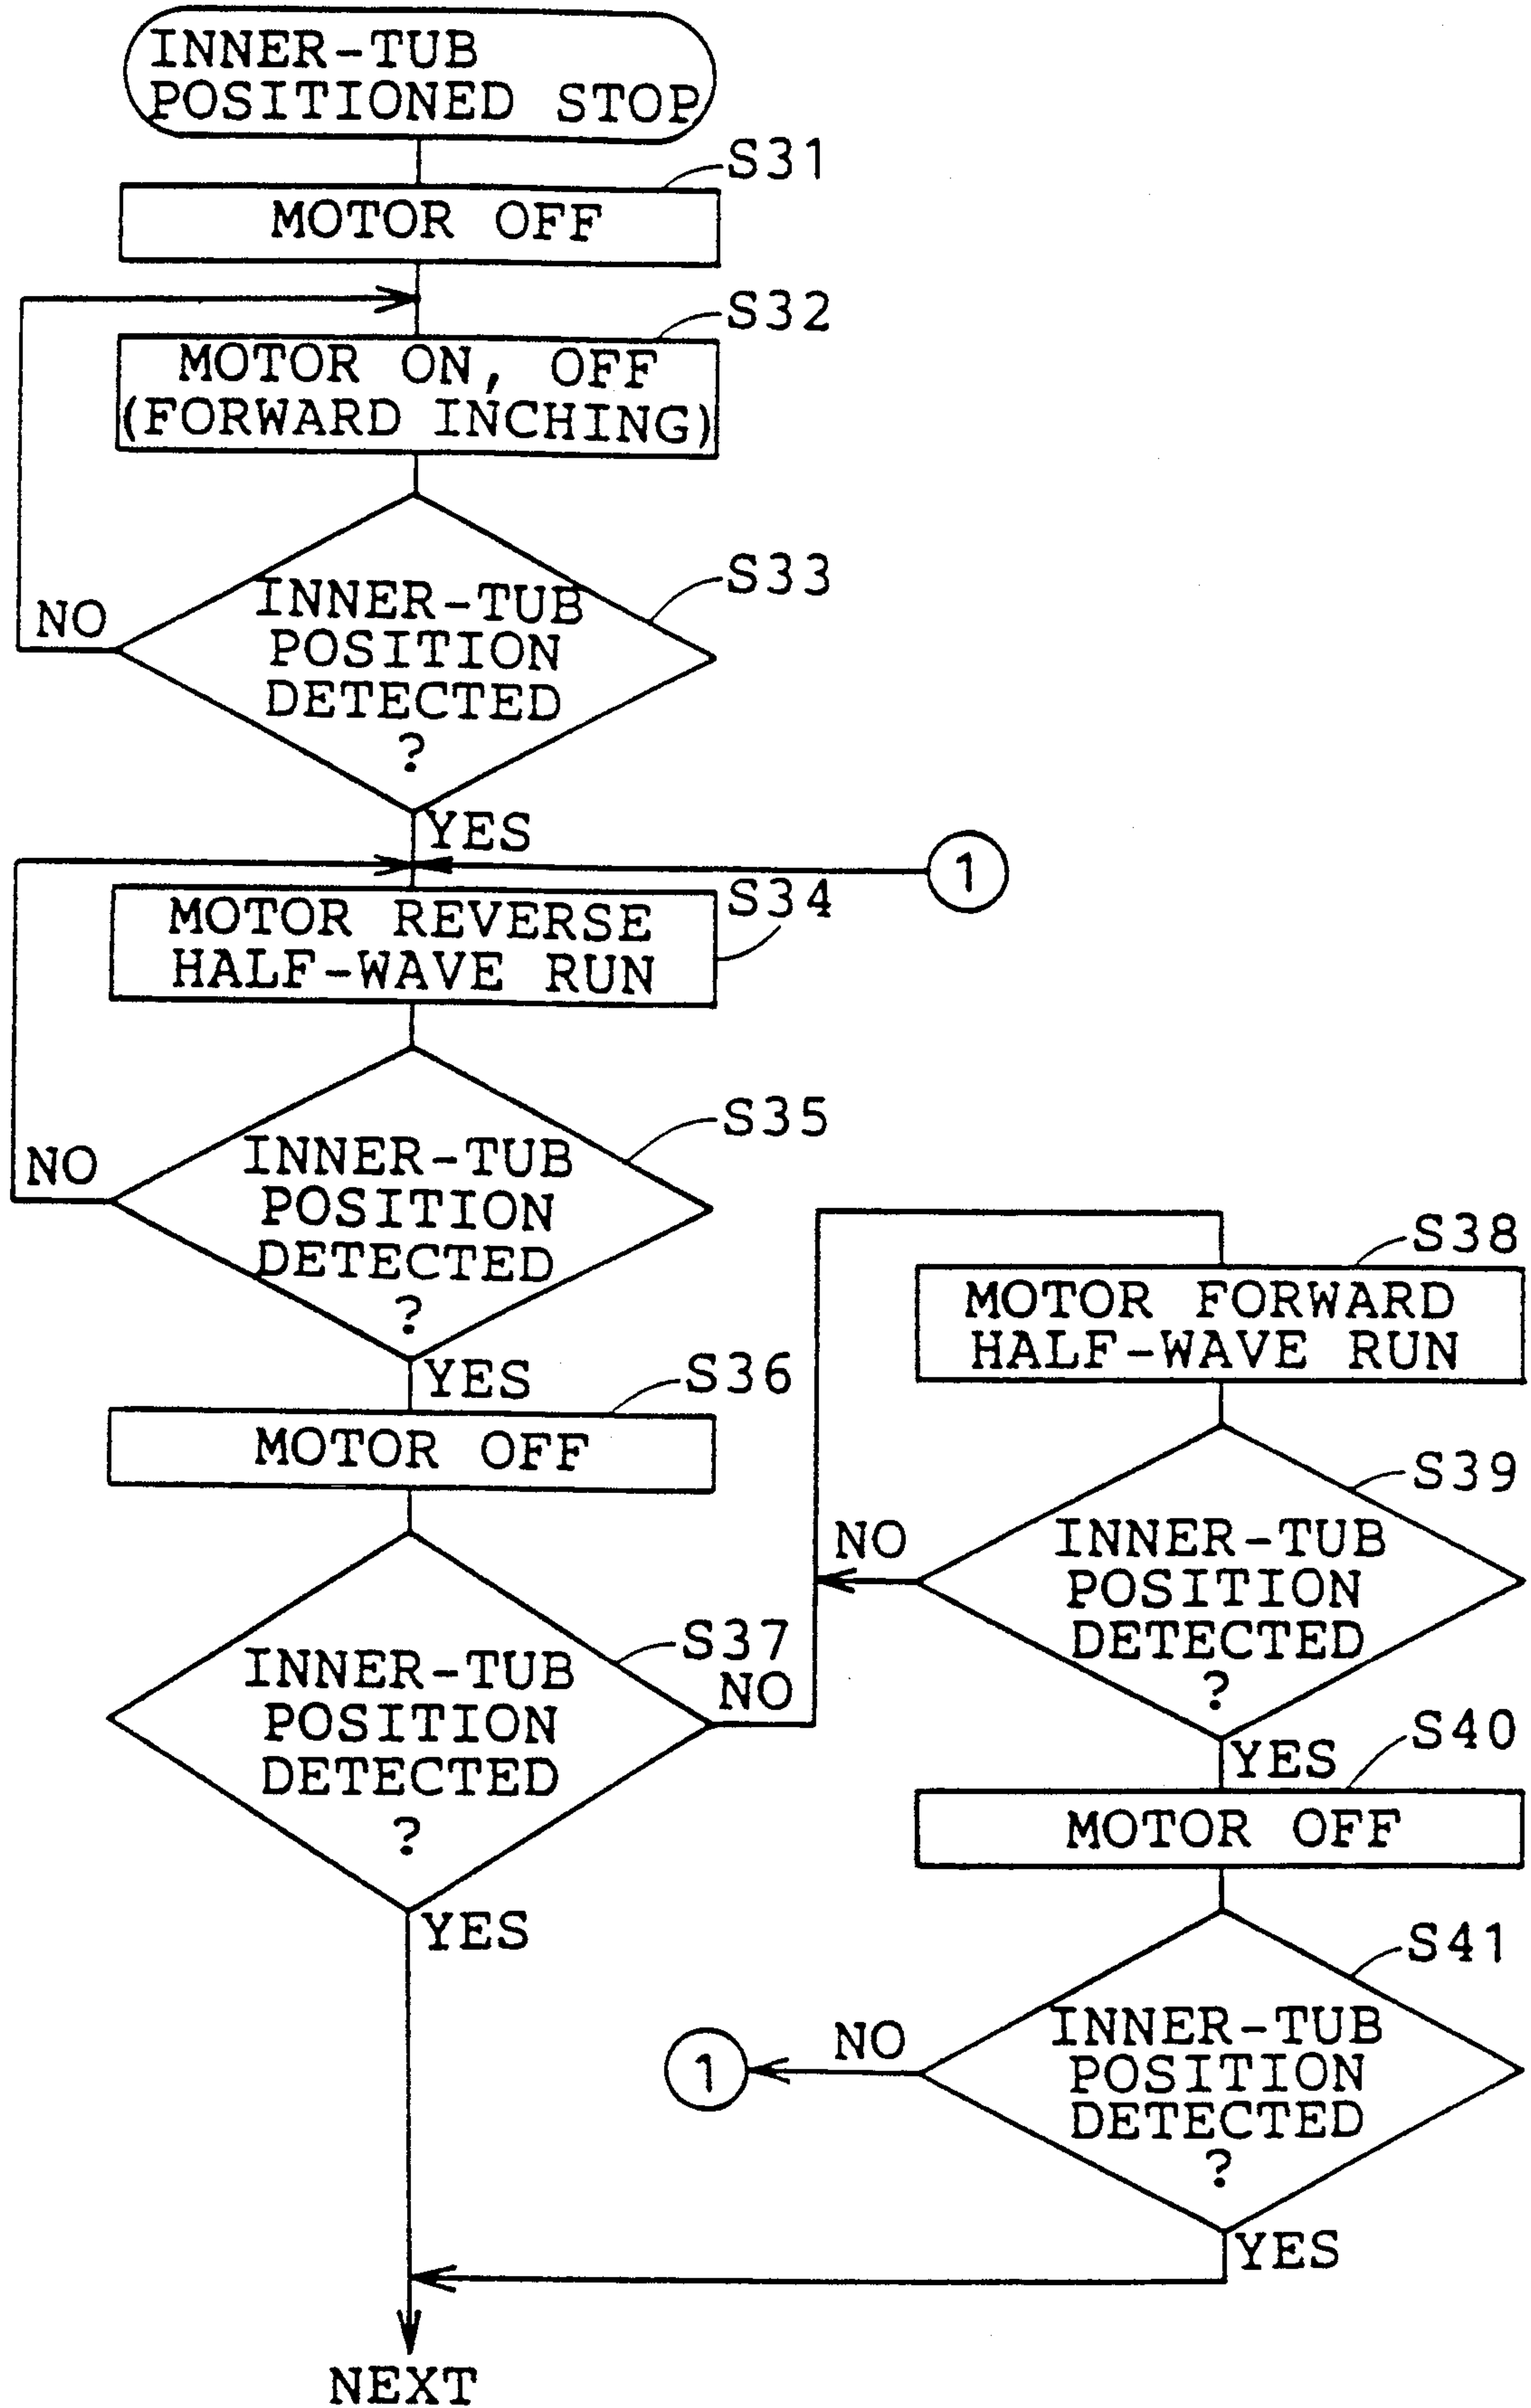 INNER-TUB
POSITIONED STOP
S31
MOTOR OFF
S32
MOTOR ON, OFF
(FORWARD INCHING)
S33
INNER-TUB
POSITION
DETECTED
?
NO
YES
1
S34
MOTOR REVERSE
HALF-WAVE RUN
S35
INNER-TUB
POSITION
DETECTED
?
NO
YES
S36
MOTOR OFF
S37
INNER-TUB
POSITION
DETECTED
?
NO
YES
S38
MOTOR FORWARD
HALF-WAVE RUN
S39
INNER-TUB
POSITION
DETECTED
?
NO
YES
S40
MOTOR OFF
S41
INNER-TUB
POSITION
DETECTED
?
NO
1
YES
NEXT